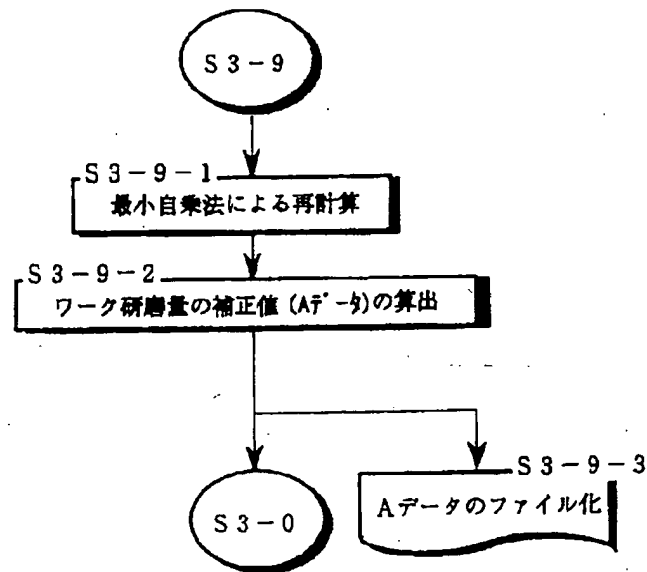 S3-9
S3-9-1
最小自乗法による再計算
S3-9-2
ワーク研磨量の補正値(Aデータ)の算出
S3-9-3
Aデータのファイル化
S3-0